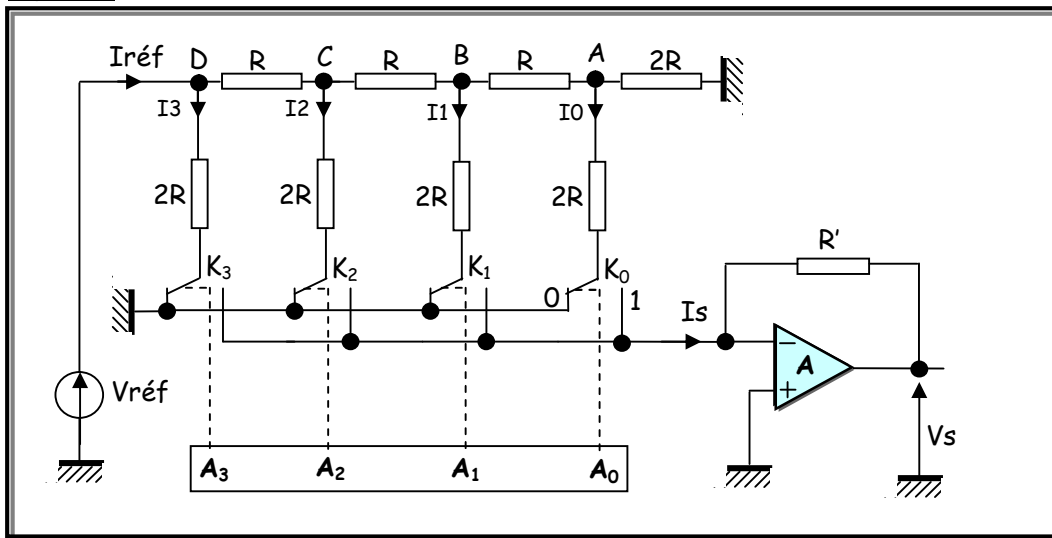 Iréf D R C R B R A 2R
I3 I2 I1 I0
2R 2R 2R 2R
K₃ K₂ K₁ K₀
0 1
R'
Is
Vréf
− A
+
Vs
A₃ A₂ A₁ A₀